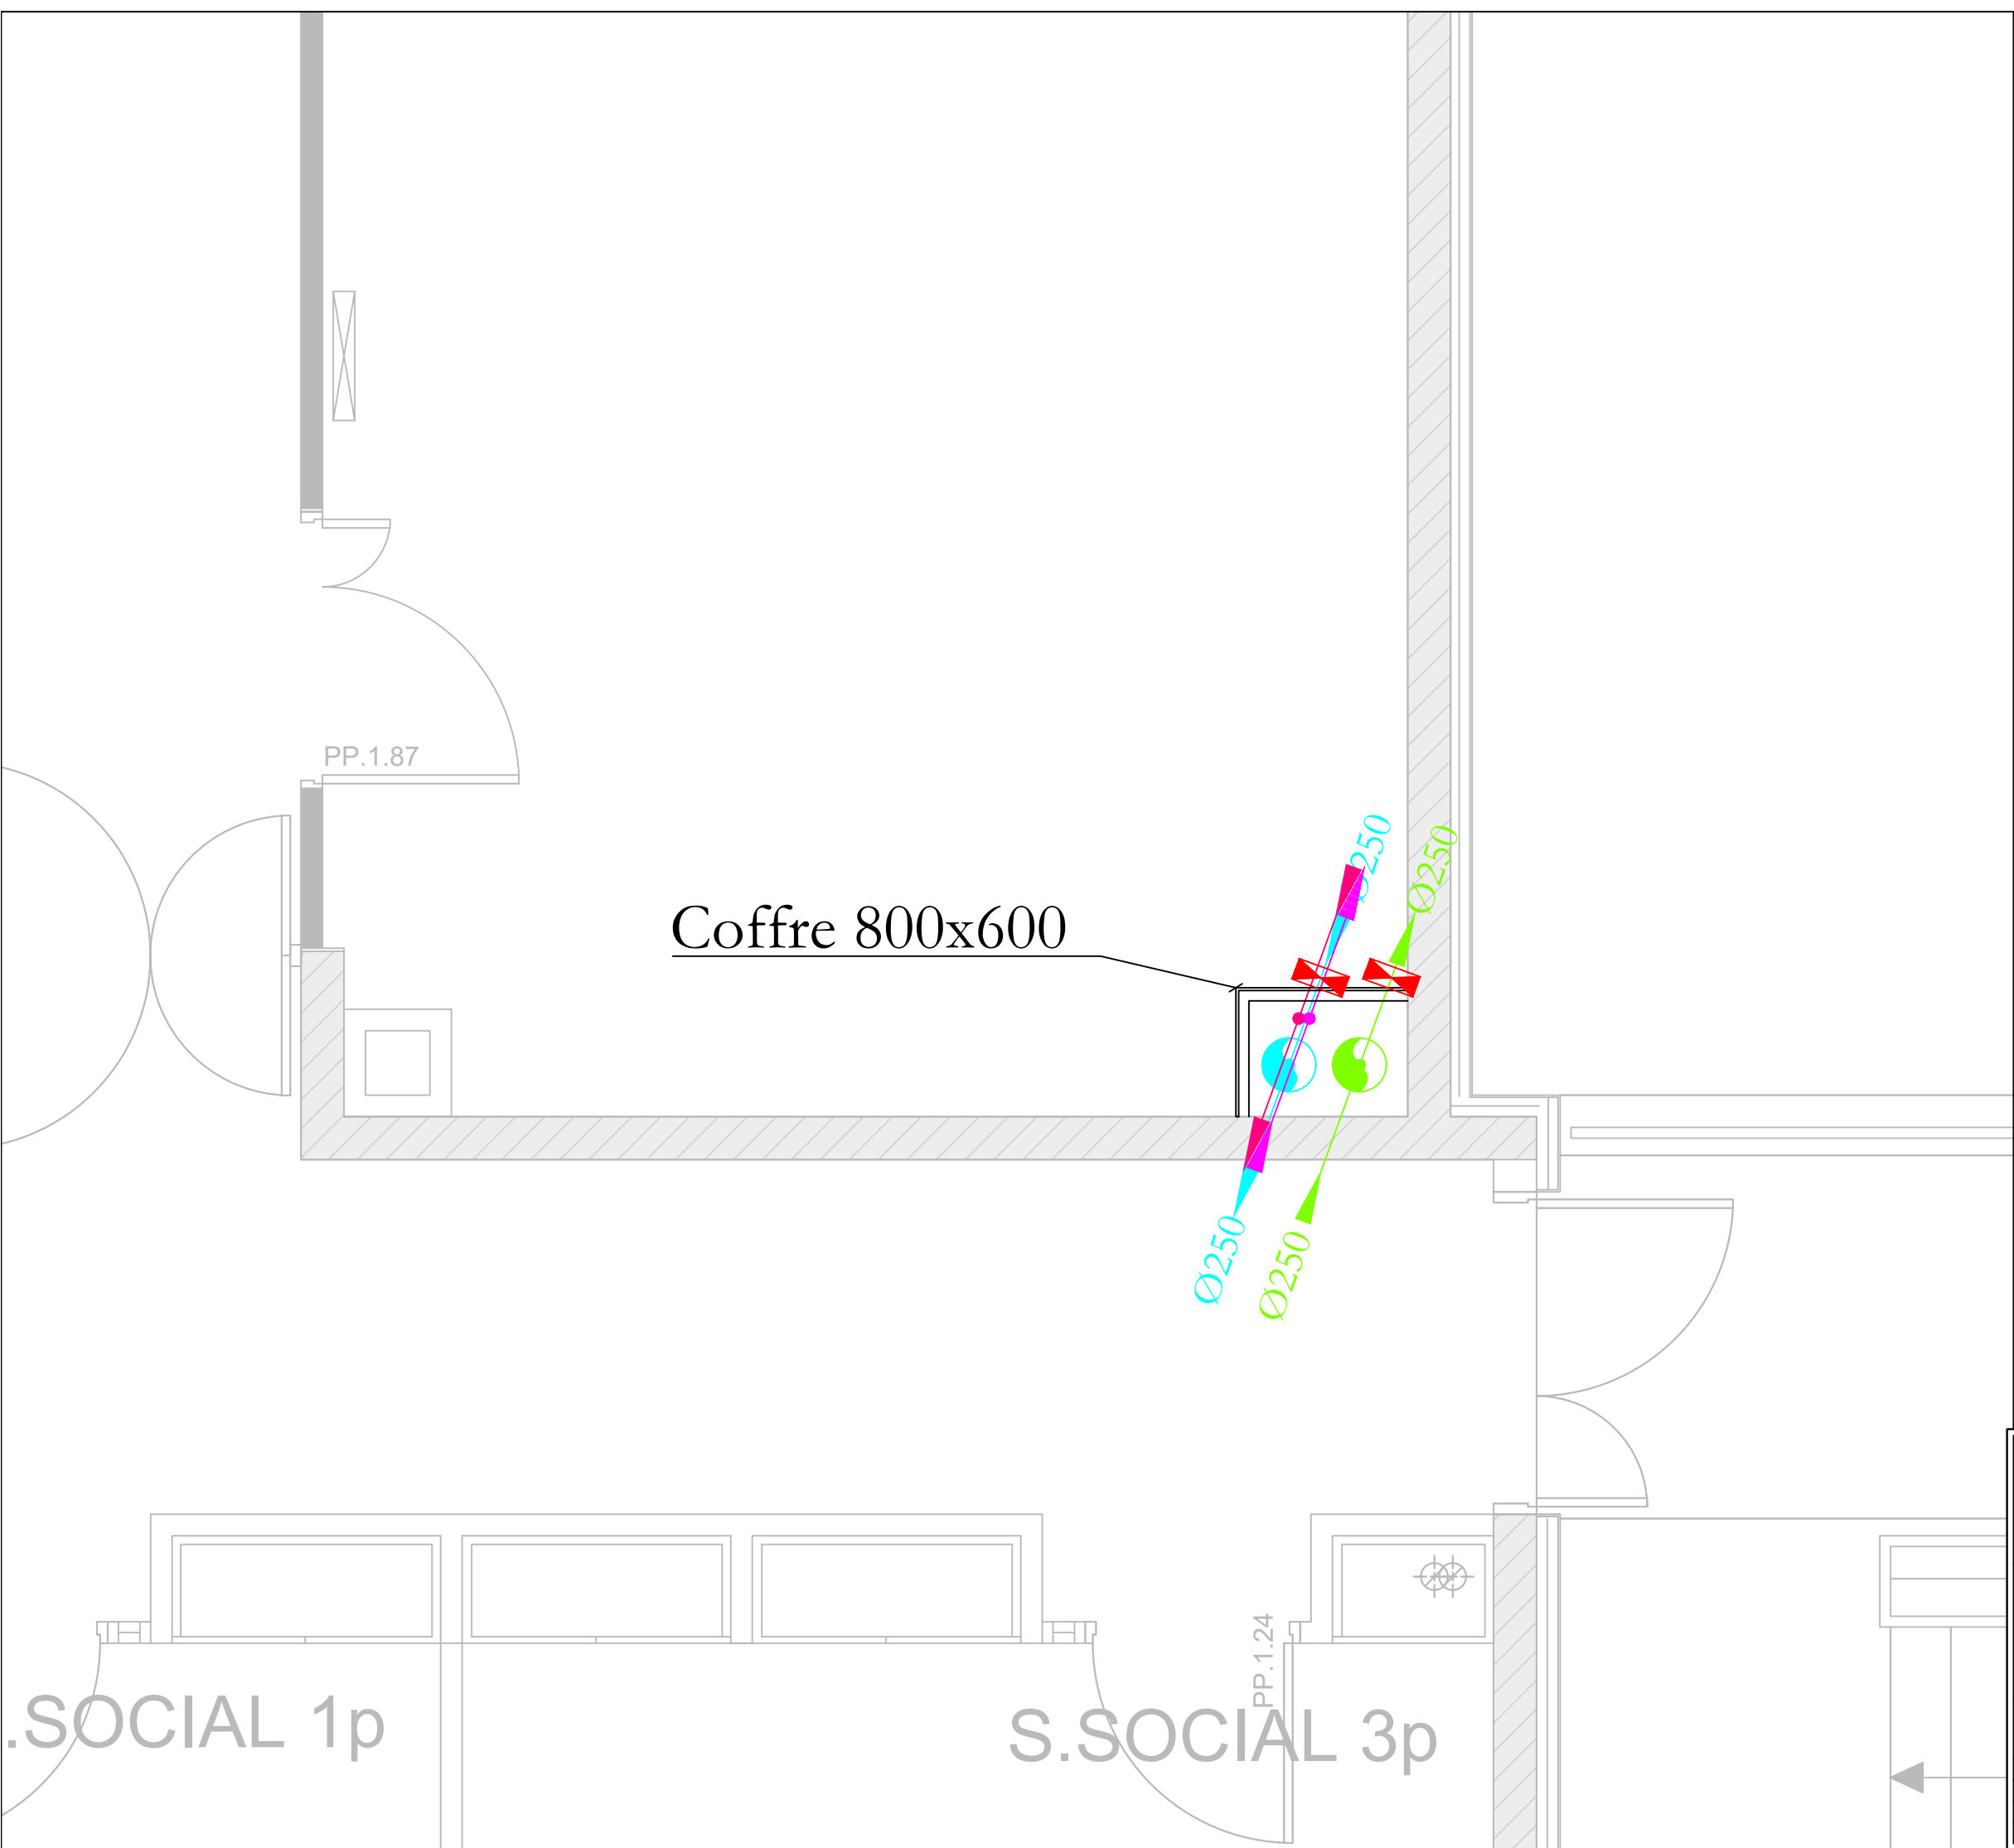 PP.1.87
Ø250
Ø250
Coffre 800x600
Ø250
Ø250
PP.1.24
.SOCIAL 1p
S.SOCIAL 3p